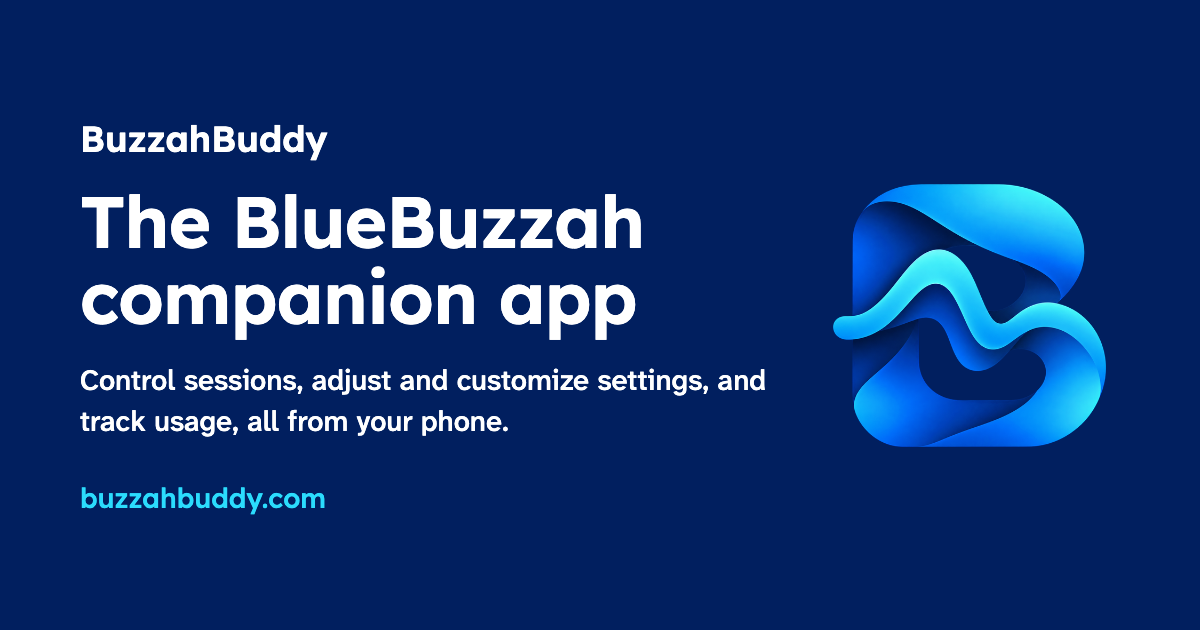 BuzzahBuddy
The BlueBuzzah
companion app
Control sessions, adjust and customize settings, and
track usage, all from your phone.
buzzahbuddy.com